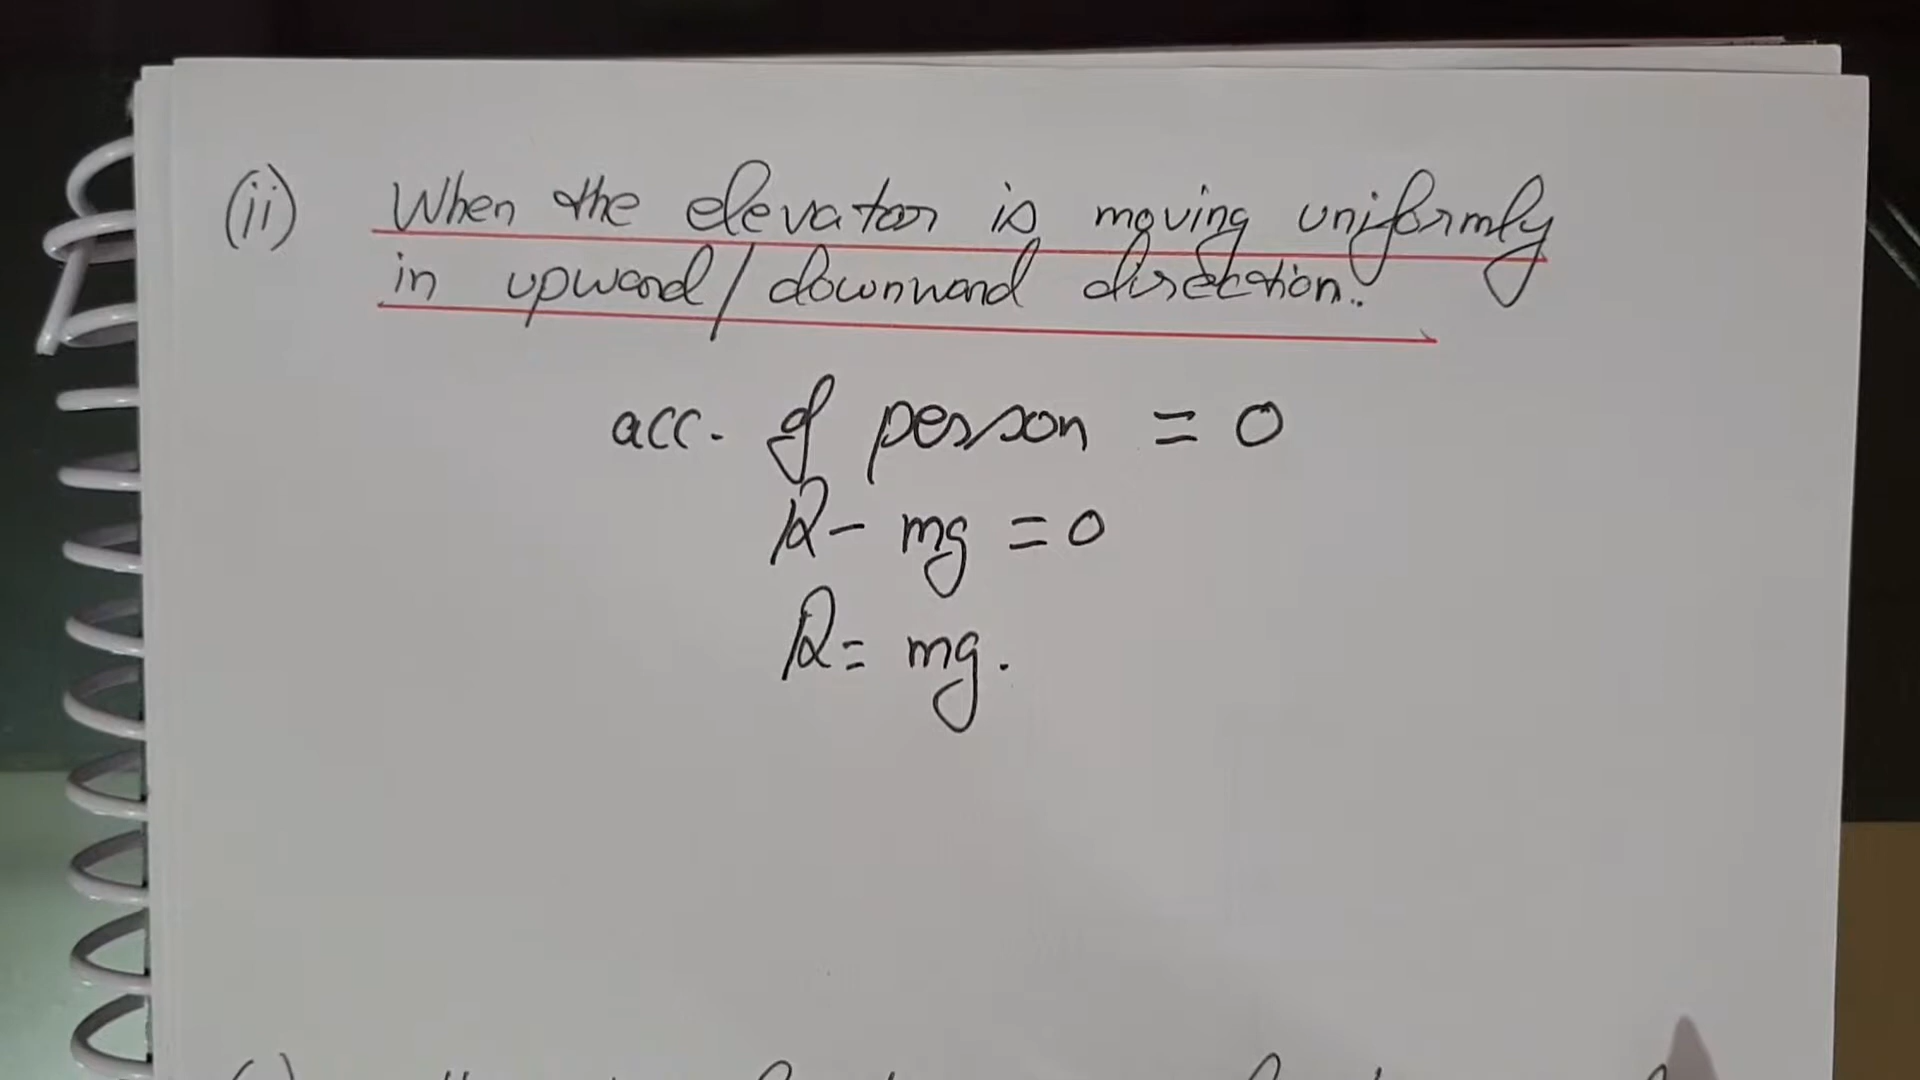 (ii) When the elevator is moving uniformly
in upward/downward direction.
acc. of person = 0
R - mg = 0
R = mg.